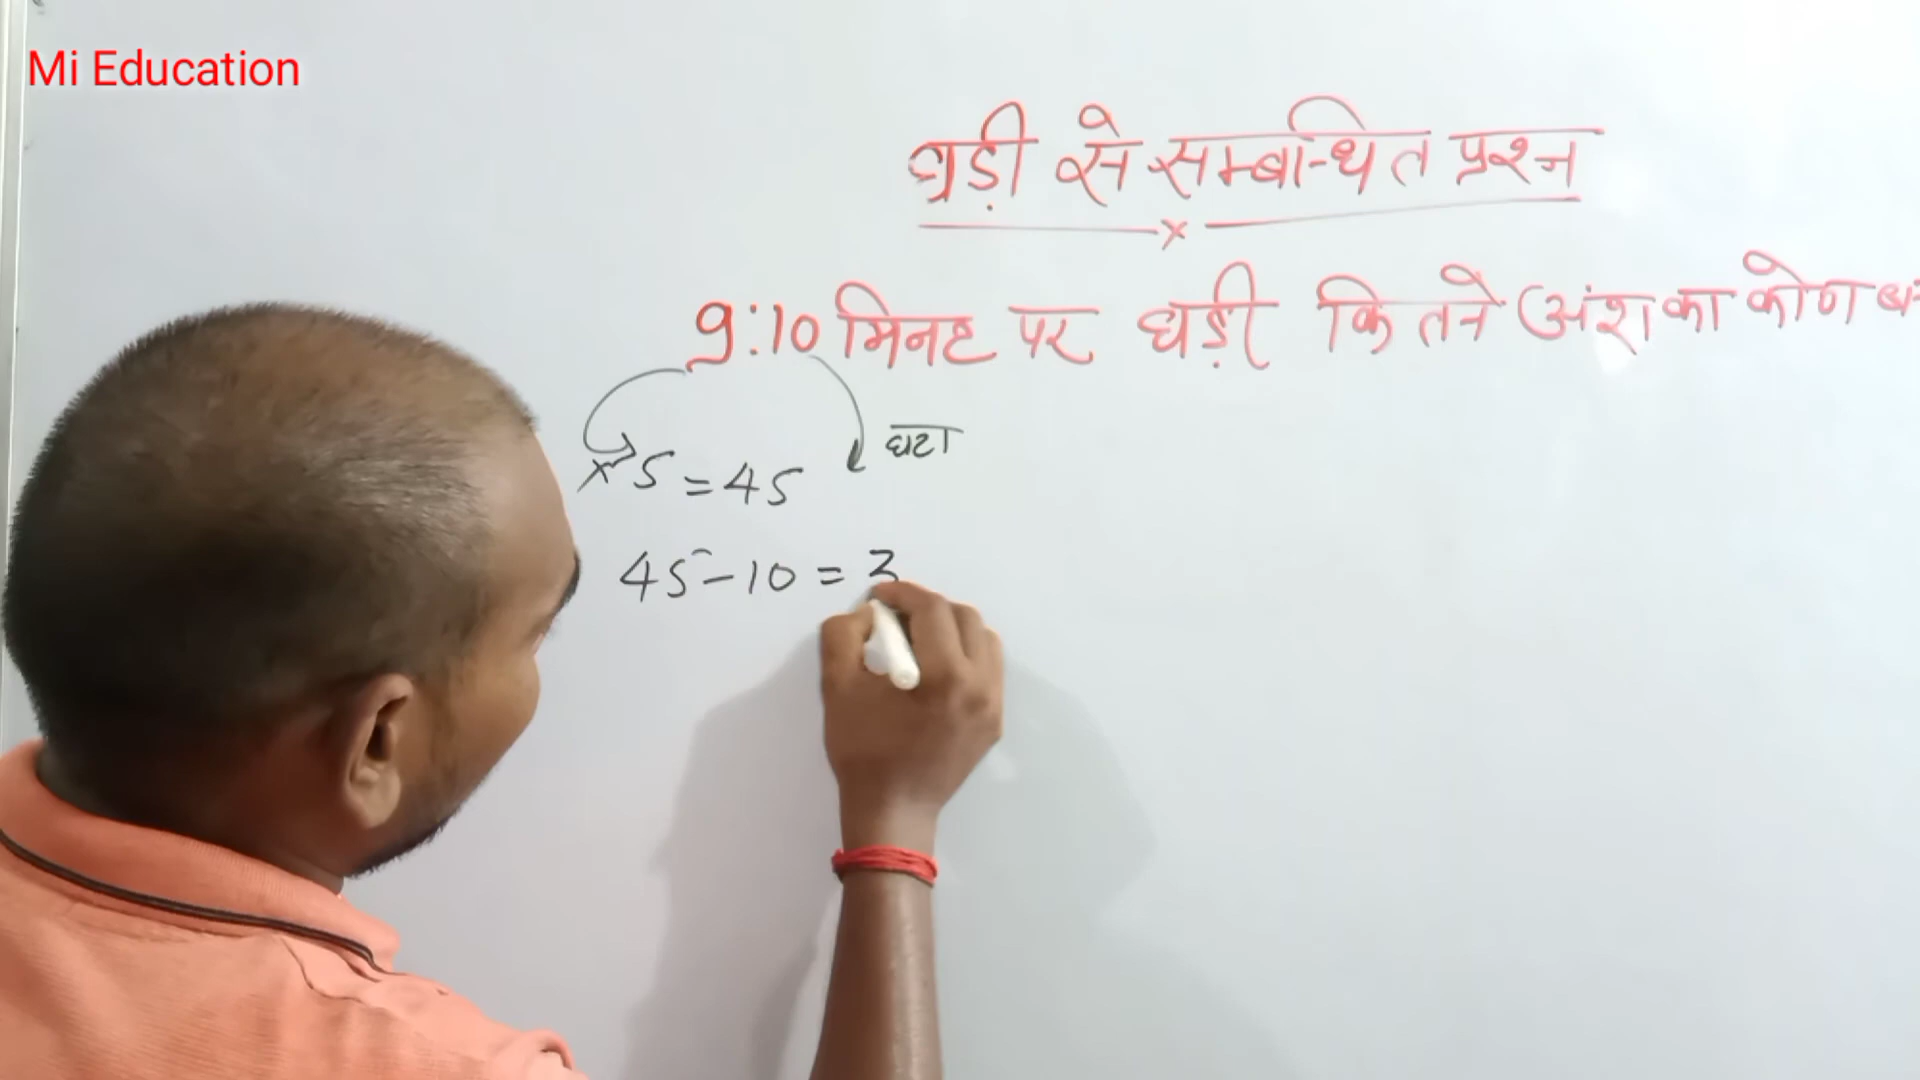 Mi Education
घड़ी से सम्बन्धित प्रश्न
x
9:10 मिनट पर घड़ी कितने अंश का कोण
घटा
x 5 = 45
45 - 10 = 3